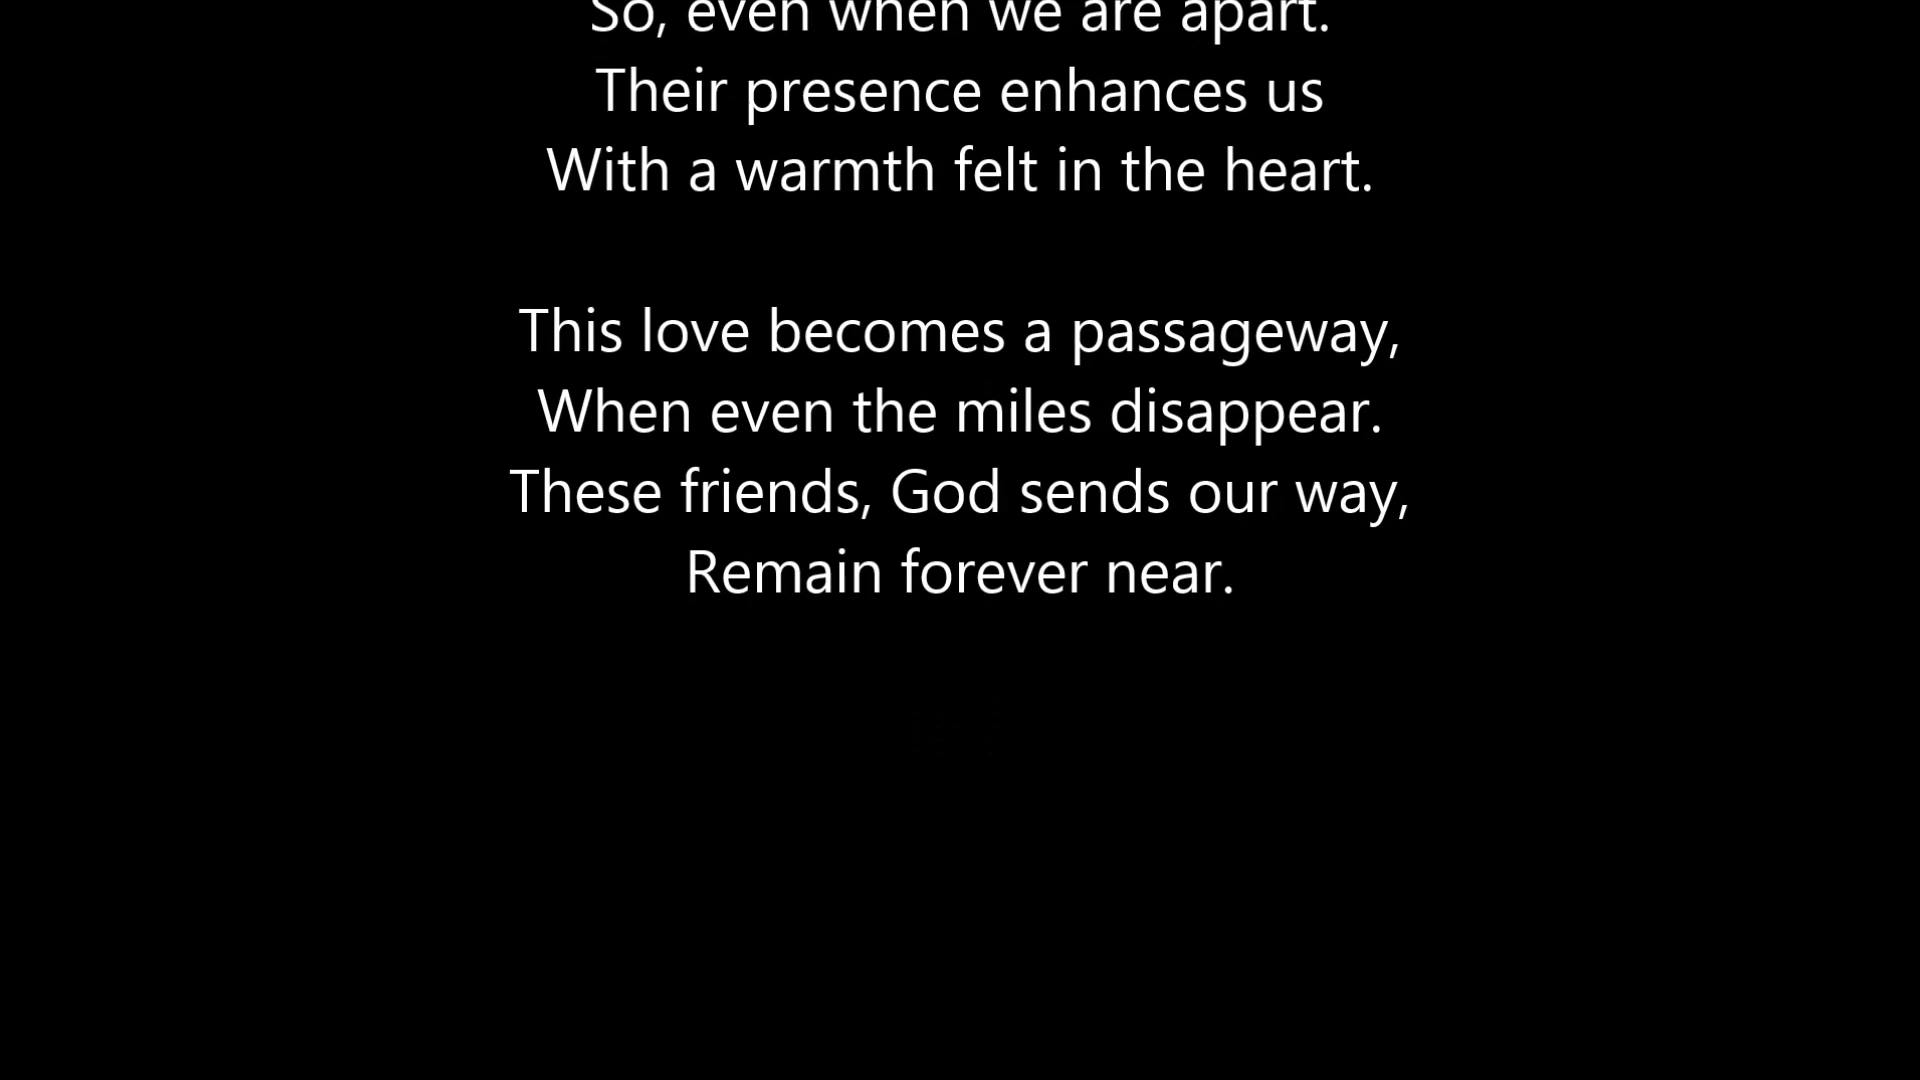 So, even when we are apart.
Their presence enhances us
With a warmth felt in the heart.
This love becomes a passageway,
When even the miles disappear.
These friends, God sends our way,
Remain forever near.